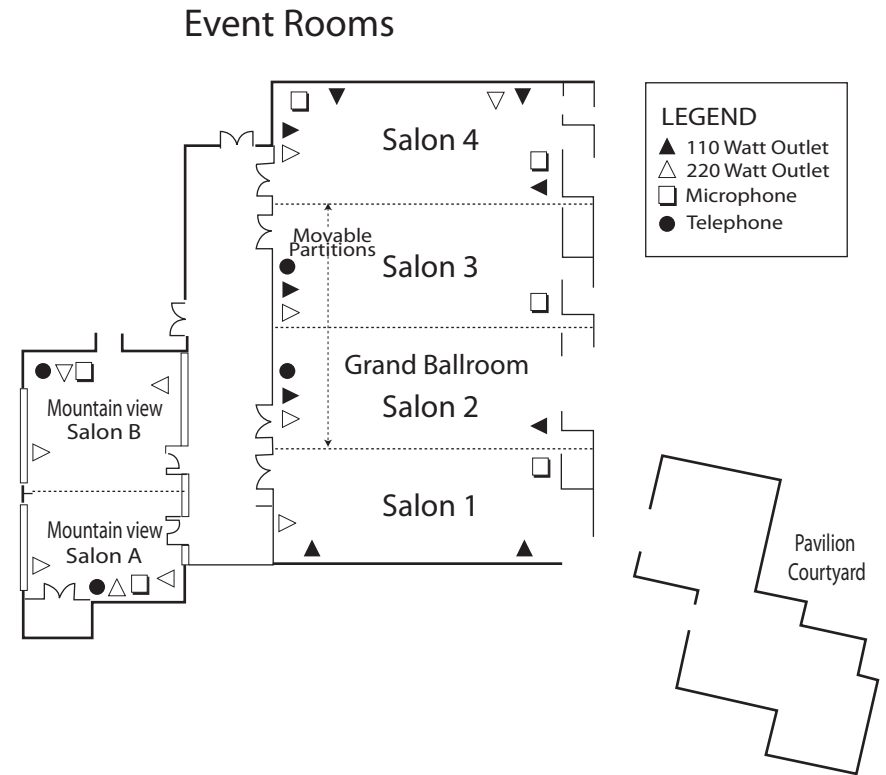 Event Rooms
LEGEND
110 Watt Outlet
220 Watt Outlet
Microphone
Telephone
Salon 4
Movable
Partitions
Salon 3
Grand Ballroom
Salon 2
Salon 1
Mountain view
Salon B
Mountain view
Salon A
Pavilion
Courtyard